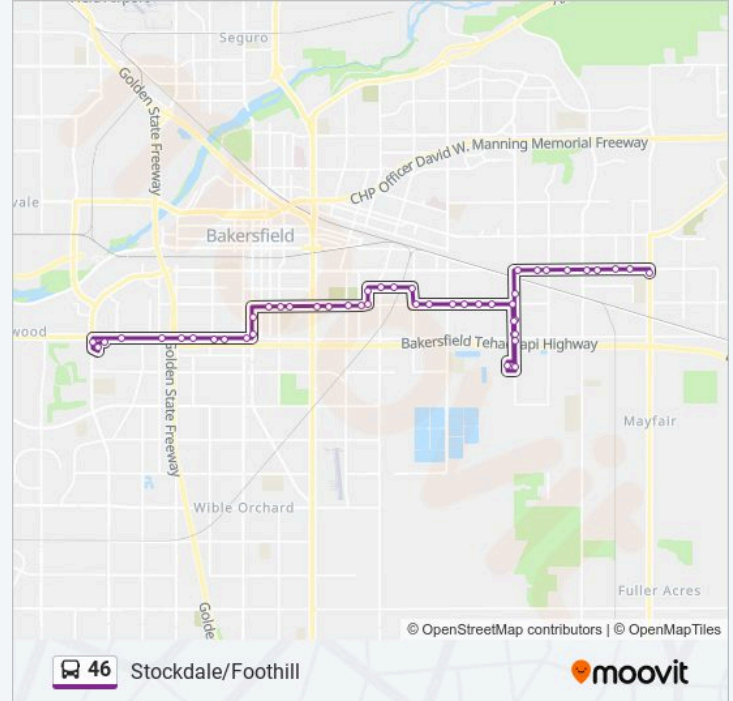 Seguro
Golden State Freeway
CHP Officer David W. Manning Memorial Freeway
vale
Bakersfield
wood
Bakersfield Tehachapi Highway
Golden State Freeway
Mayfair
Wible Orchard
Fuller Acres
Golde
© OpenStreetMap contributors | © OpenMapTiles
46 Stockdale/Foothill
moovit